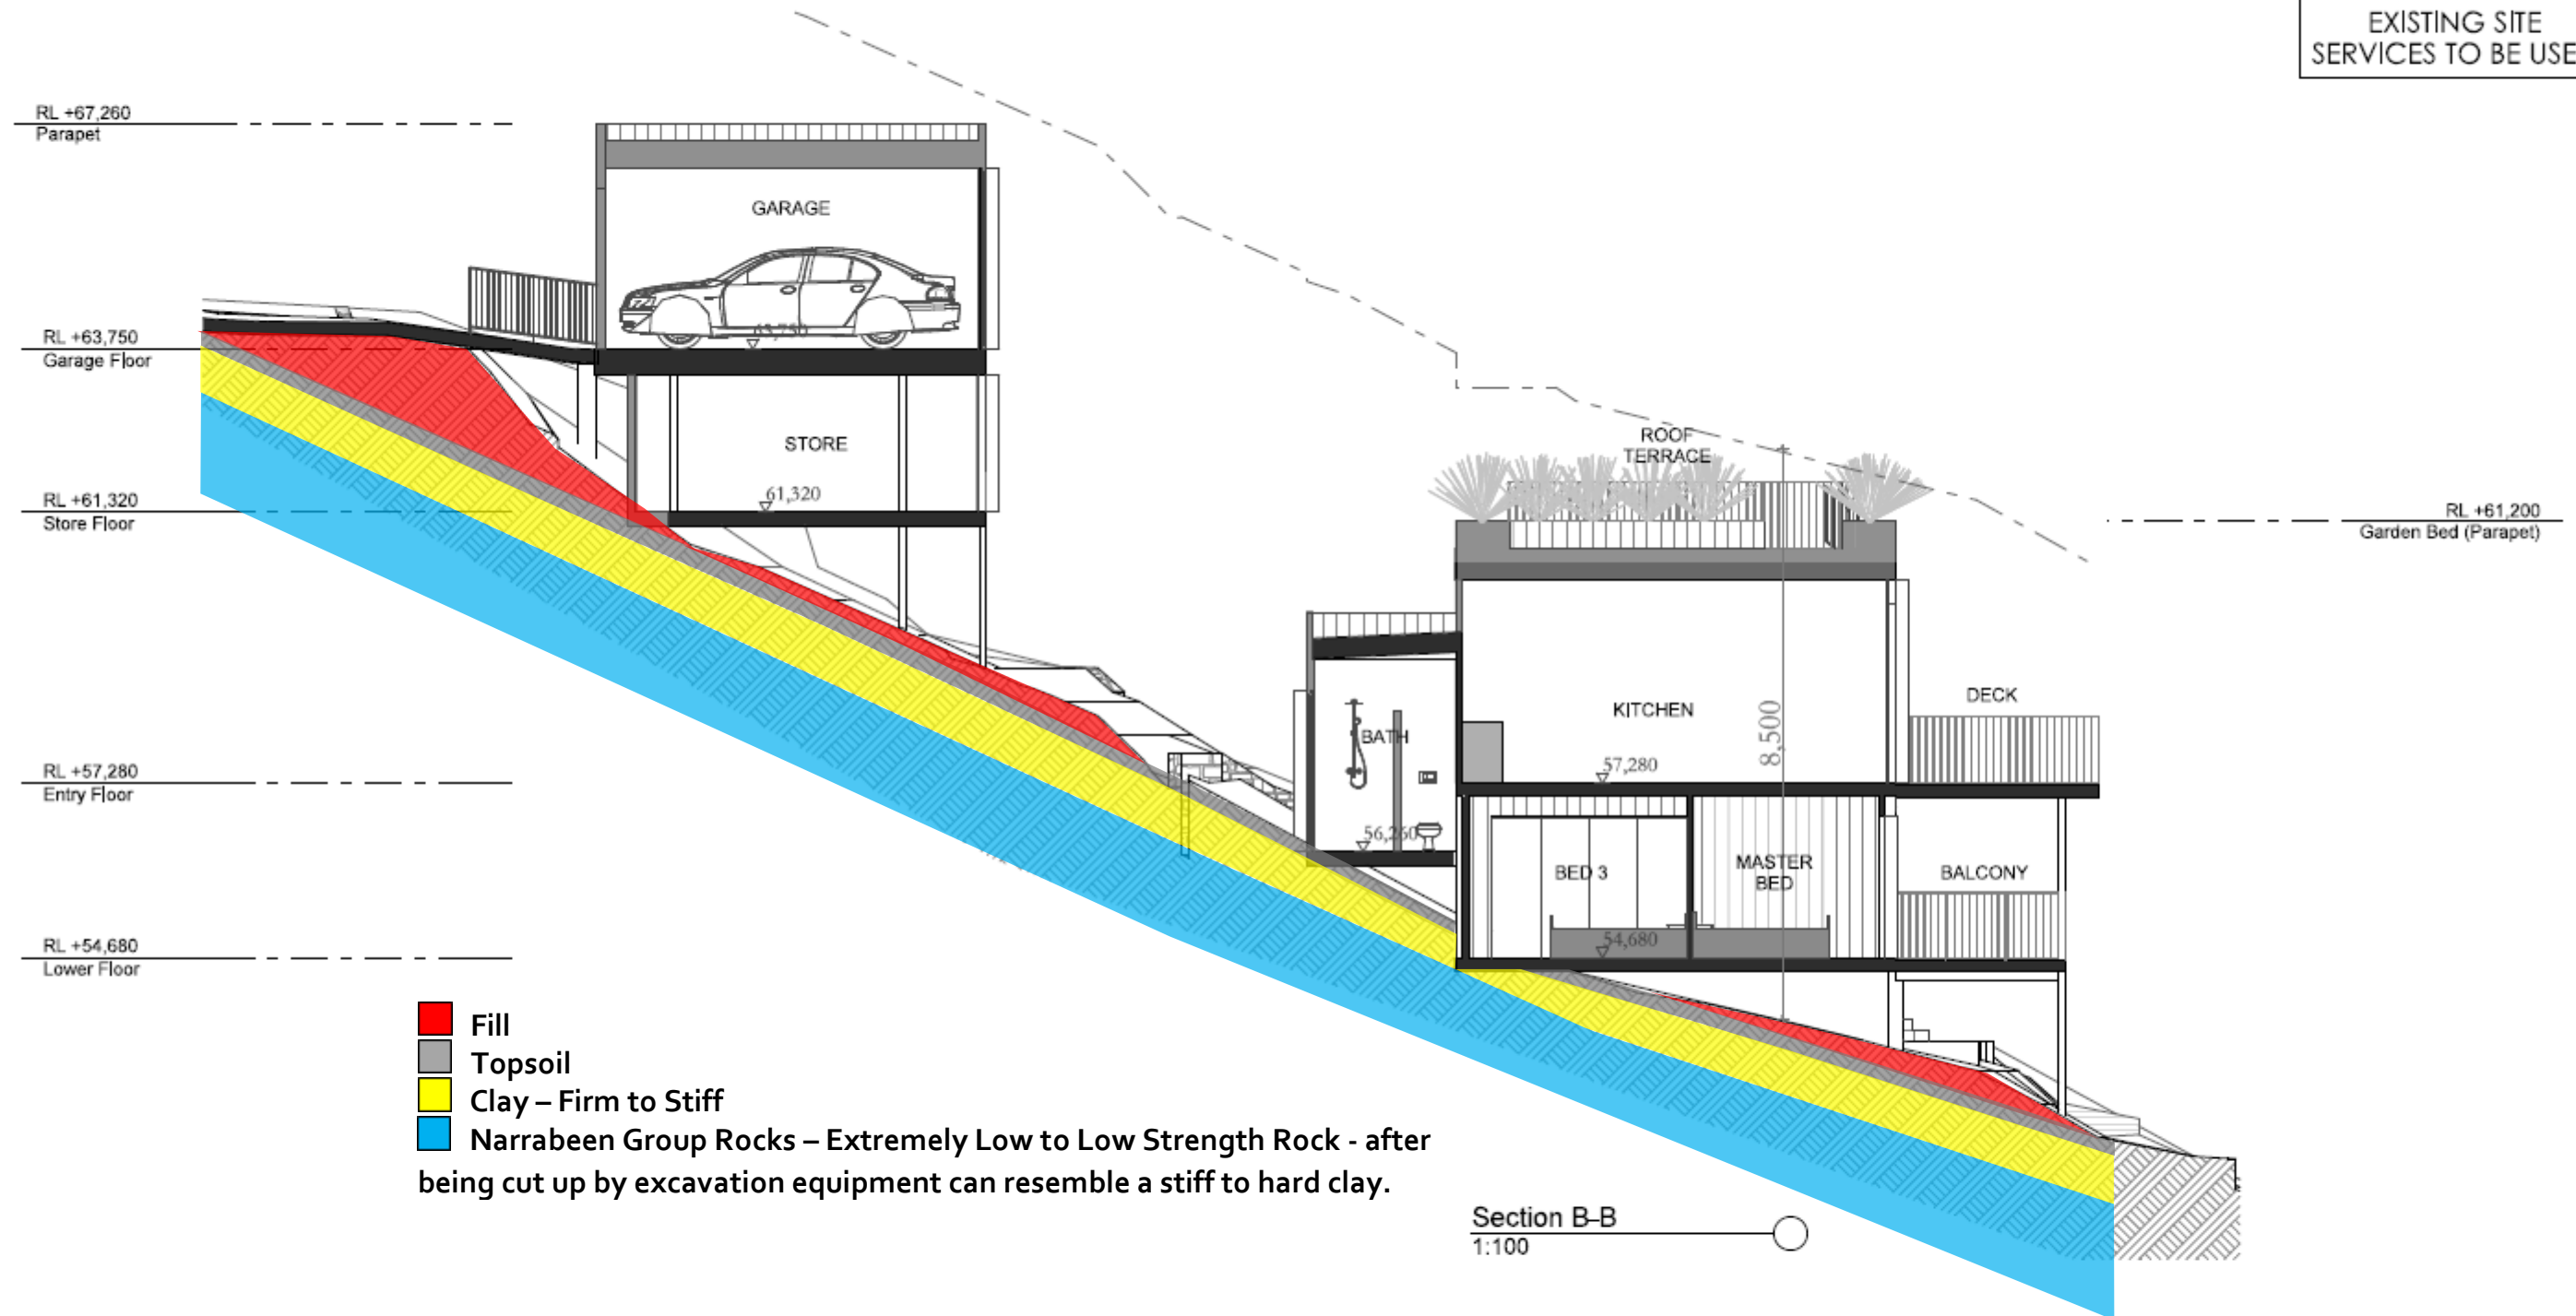 EXISTING SITE
SERVICES TO BE USE
RL +67,260
Parapet
GARAGE
63,750
RL +63,750
Garage Floor
STORE
61,320
RL +61,320
Store Floor
ROOF
TERRACE
RL +61,200
Garden Bed (Parapet)
KITCHEN
DECK
BATH
8,500
57,280
RL +57,280
Entry Floor
56,260
BED 3
MASTER
BED
BALCONY
54,680
RL +54,680
Lower Floor
Fill
Topsoil
Clay – Firm to Stiff
Narrabeen Group Rocks – Extremely Low to Low Strength Rock - after
being cut up by excavation equipment can resemble a stiff to hard clay.
Section B-B
1:100